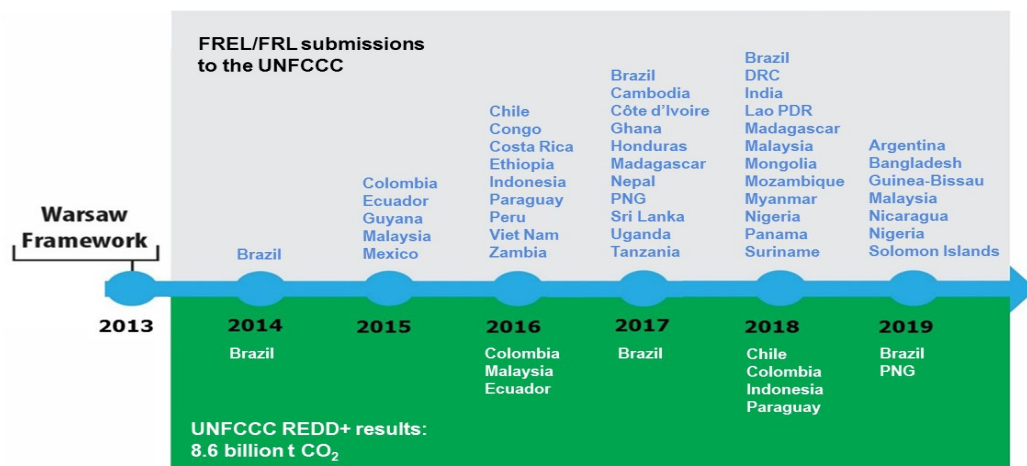 FREL/FRL submissions
to the UNFCCC
Warsaw
Framework
2013
Brazil
2014
Brazil
Colombia
Ecuador
Guyana
Malaysia
Mexico
2015
Chile
Congo
Costa Rica
Ethiopia
Indonesia
Paraguay
Peru
Viet Nam
Zambia
2016
Colombia
Malaysia
Ecuador
Brazil
Cambodia
Côte d'Ivoire
Ghana
Honduras
Madagascar
Nepal
PNG
Sri Lanka
Uganda
Tanzania
2017
Brazil
Brazil
DRC
India
Lao PDR
Madagascar
Malaysia
Mongolia
Mozambique
Myanmar
Nigeria
Panama
Suriname
2018
Chile
Colombia
Indonesia
Paraguay
Argentina
Bangladesh
Guinea-Bissau
Malaysia
Nicaragua
Nigeria
Solomon Islands
2019
Brazil
PNG
UNFCCC REDD+ results:
8.6 billion t CO₂